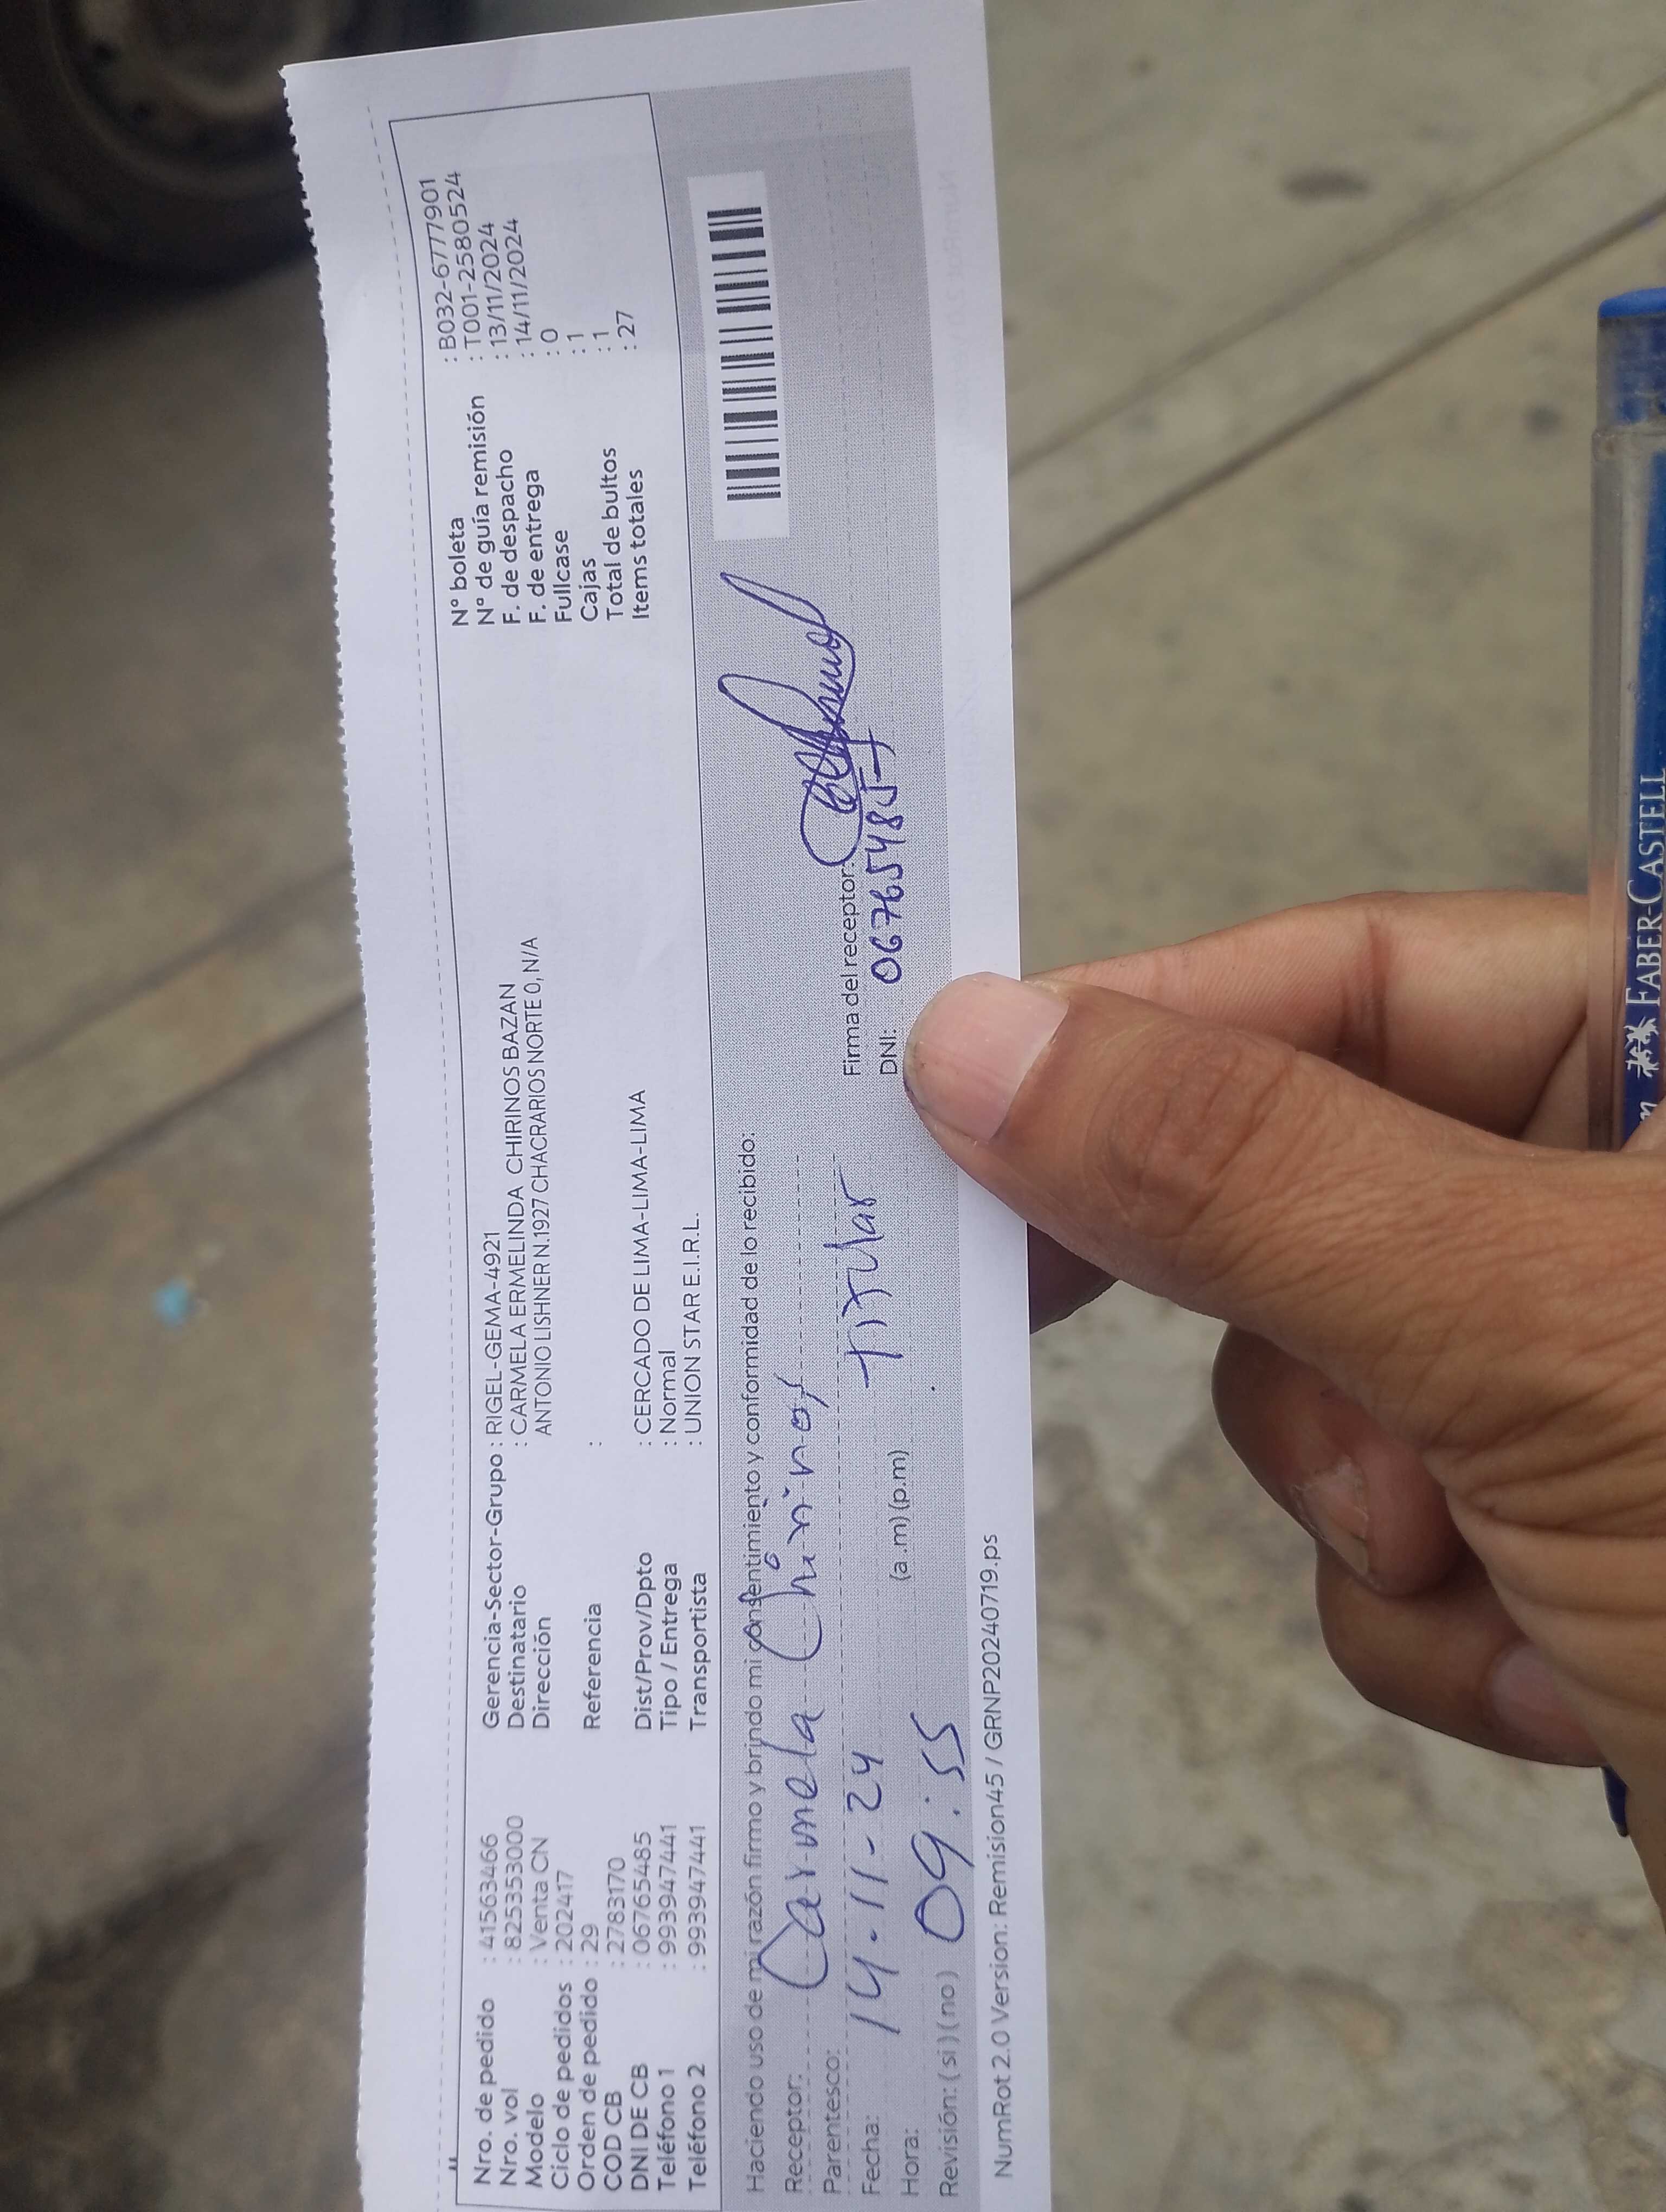 Nro. de pedido : 41563466
Nro. vol : 825353000
Modelo : Venta CN
Ciclo de pedidos : 202417
Orden de pedido : 29
COD CB : 2783170
DNI DE CB : 06765485
Teléfono 1 : 993947441
Teléfono 2 : 993947441
Gerencia-Sector-Grupo : RIGEL-GEMA-4921
Destinatario : CARMELA ERMELINDA CHIRINOS BAZAN
Dirección ANTONIO LISHNER N.1927 CHACRARIOS NORTE 0, N/A
Referencia :
Dist/Prov/Dpto : CERCADO DE LIMA-LIMA-LIMA
Tipo / Entrega : Normal
Transportista : UNION STAR E.I.R.L.
N° boleta : B032-6777901
N° de guía remisión : T001-25805​24
F. de despacho : 13/11/2024
F. de entrega : 14/11/2024
Fullcase : 0
Cajas : 1
Total de bultos : 1
Items totales : 27
Haciendo uso de mi razón firmo y brindo mi consentimiento y conformidad de lo recibido:
Receptor: Carmela Chirinos
Parentesco: Titular
Fecha: 14-11-24
Hora: 09:55 (a.m) (p.m)
Revisión: (si) (no)
Firma del receptor:
DNI:
NumRot 2.0 Version: Remision45 / GRNP20240719.ps
FABER-CASTELL